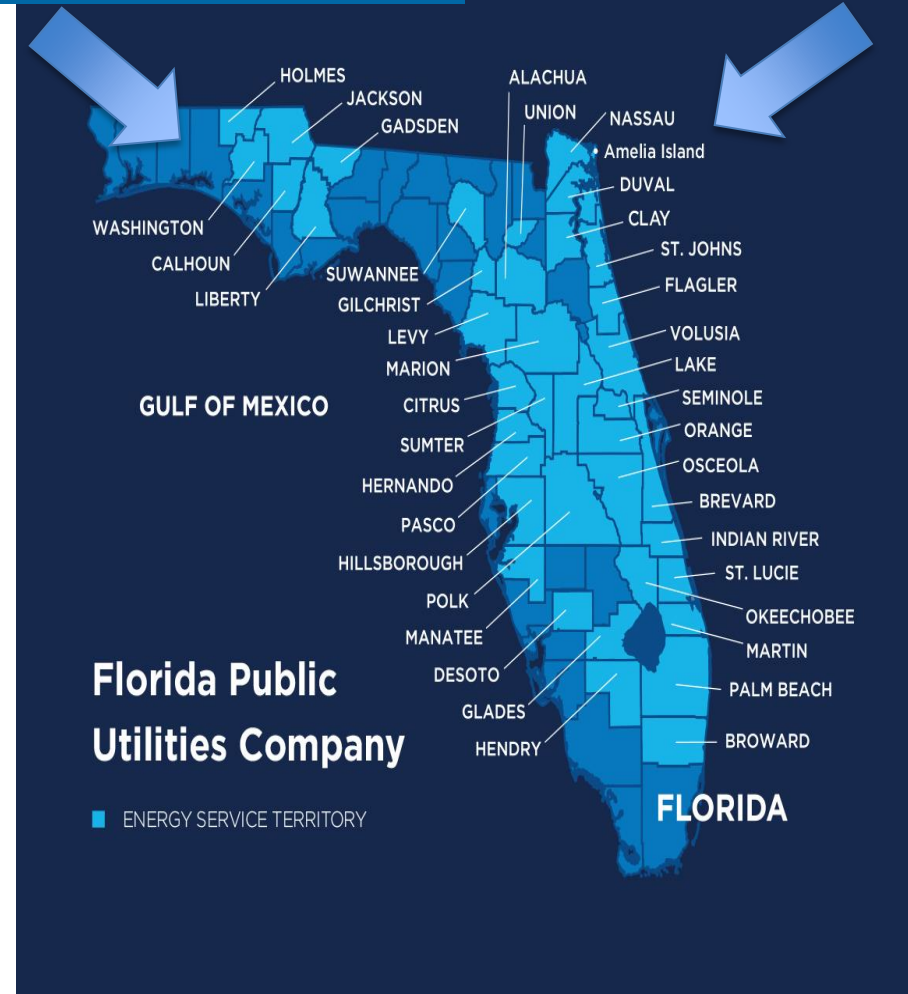 HOLMES
JACKSON
GADSDEN
ALACHUA
UNION
NASSAU
Amelia Island
DUVAL
CLAY
ST. JOHNS
FLAGLER
VOLUSIA
LAKE
SEMINOLE
ORANGE
OSCEOLA
BREVARD
INDIAN RIVER
ST. LUCIE
OKEECHOBEE
MARTIN
PALM BEACH
BROWARD
WASHINGTON
CALHOUN
LIBERTY
SUWANNEE
GILCHRIST
LEVY
MARION
CITRUS
SUMTER
HERNANDO
PASCO
HILLSBOROUGH
POLK
MANATEE
DESOTO
GLADES
HENDRY
GULF OF MEXICO
Florida Public
Utilities Company
ENERGY SERVICE TERRITORY
FLORIDA